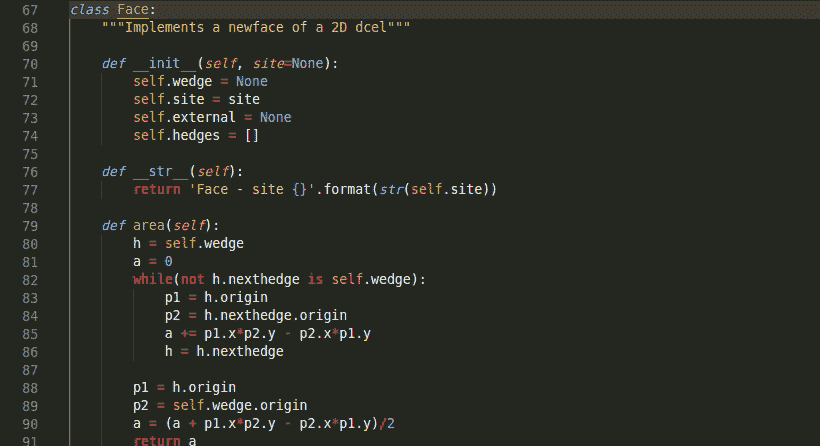 67 class Face:
68     """Implements a newface of a 2D dcel"""
69
70     def __init__(self, site=None):
71         self.wedge = None
72         self.site = site
73         self.external = None
74         self.hedges = []
75
76     def __str__(self):
77         return 'Face - site {}'.format(str(self.site))
78
79     def area(self):
80         h = self.wedge
81         a = 0
82         while(not h.nexthedge is self.wedge):
83             p1 = h.origin
84             p2 = h.nexthedge.origin
85             a += p1.x*p2.y - p2.x*p1.y
86             h = h.nexthedge
87
88         p1 = h.origin
89         p2 = self.wedge.origin
90         a = (a + p1.x*p2.y - p2.x*p1.y)/2
91         return a